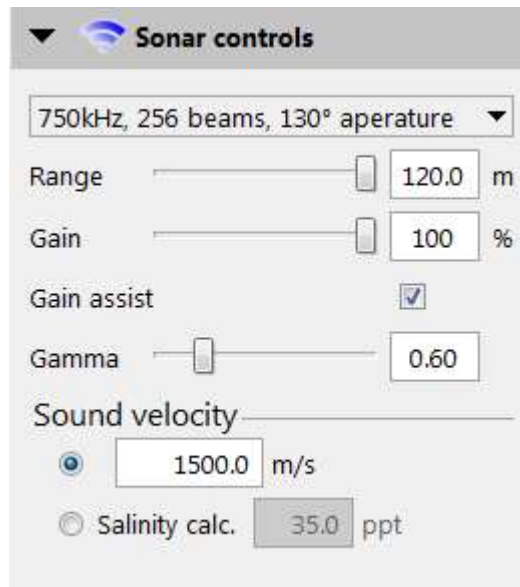 Sonar controls
750kHz, 256 beams, 130° aperature
Range 120.0 m
Gain 100 %
Gain assist
Gamma 0.60
Sound velocity
1500.0 m/s
Salinity calc. 35.0 ppt